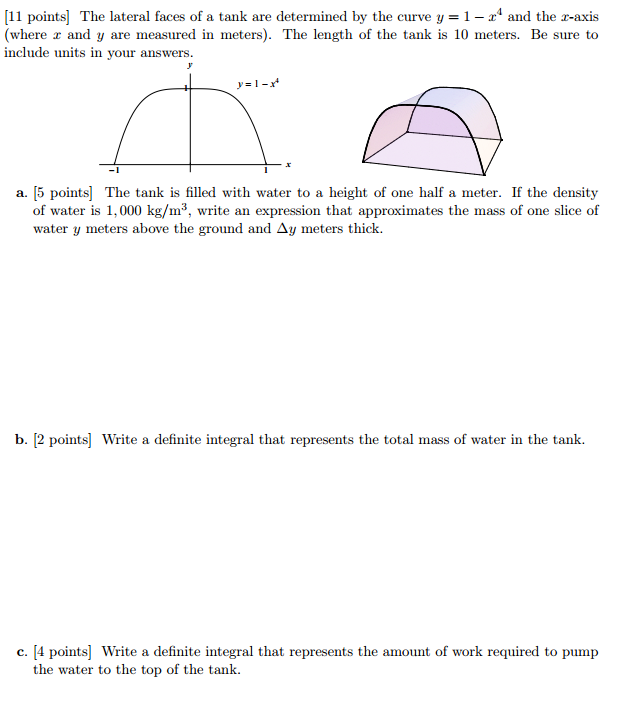 [11 points] The lateral faces of a tank are determined by the curve y = 1 − x⁴ and the x-axis
(where x and y are measured in meters). The length of the tank is 10 meters. Be sure to
include units in your answers.
y
y = 1 − x⁴
1
x
−1
1
a. [5 points] The tank is filled with water to a height of one half a meter. If the density
of water is 1,000 kg/m³, write an expression that approximates the mass of one slice of
water y meters above the ground and Δy meters thick.
b. [2 points] Write a definite integral that represents the total mass of water in the tank.
c. [4 points] Write a definite integral that represents the amount of work required to pump
the water to the top of the tank.